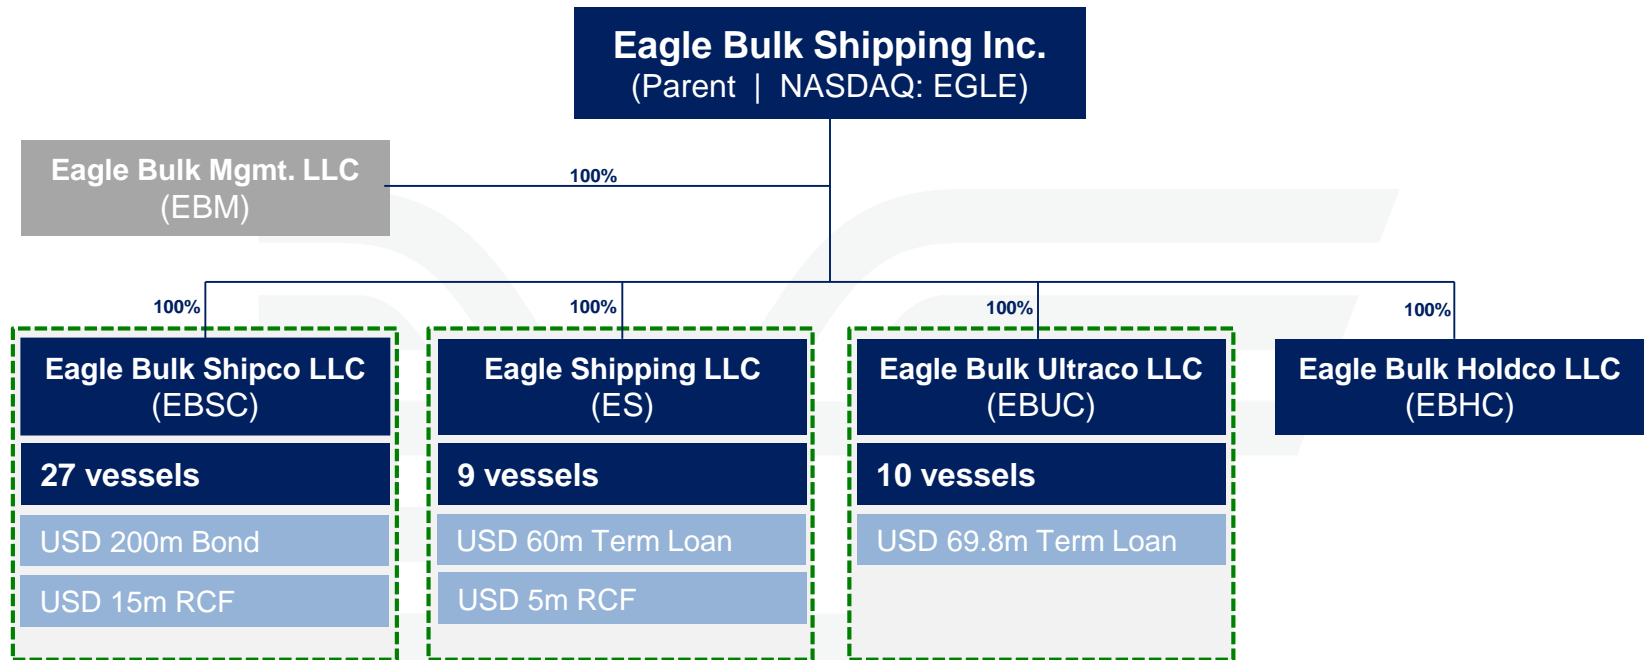 Eagle Bulk Shipping Inc.
(Parent | NASDAQ: EGLE)
Eagle Bulk Mgmt. LLC
(EBM)
100%
100%
100%
100%
100%
Eagle Bulk Shipco LLC
(EBSC)
27 vessels
USD 200m Bond
USD 15m RCF
Eagle Shipping LLC
(ES)
9 vessels
USD 60m Term Loan
USD 5m RCF
Eagle Bulk Ultraco LLC
(EBUC)
10 vessels
USD 69.8m Term Loan
Eagle Bulk Holdco LLC
(EBHC)